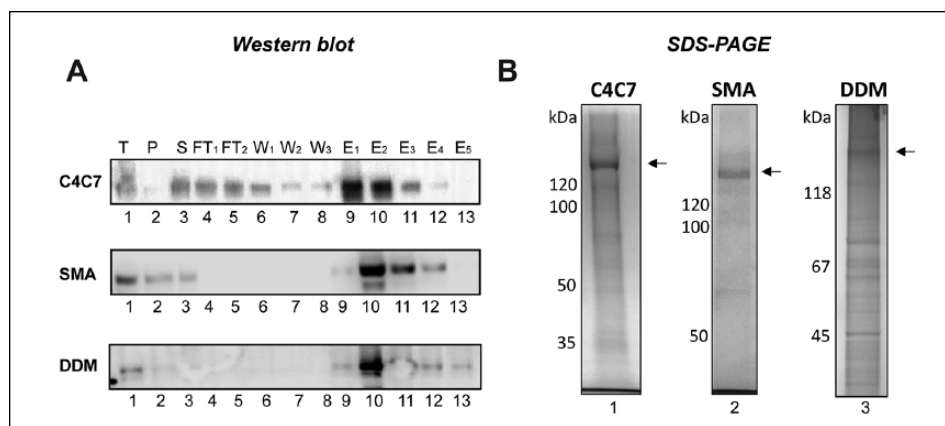 Western blot
SDS-PAGE
A
T P S FT1 FT2 W1 W2 W3 E1 E2 E3 E4 E5
C4C7
1 2 3 4 5 6 7 8 9 10 11 12 13
SMA
1 2 3 4 5 6 7 8 9 10 11 12 13
DDM
1 2 3 4 5 6 7 8 9 10 11 12 13
B
C4C7 SMA DDM
kDa
120
100
50
35
1
kDa
120
100
50
2
kDa
118
67
45
3